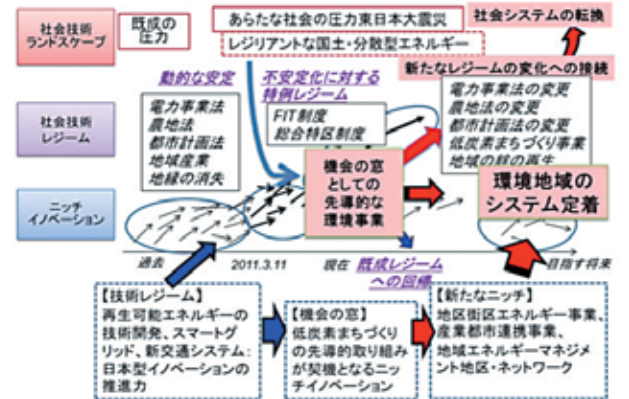 社会技術
ランドスケープ
既成の
圧力
あらたな社会の圧力東日本大震災
レジリアントな国土・分散型エネルギー
社会システムの転換
新たなレジームの変化への接続
社会技術
レジーム
動的な安定
電力事業法
農地法
都市計画法
地域産業
地縁の消失
不安定化に対する
特例レジーム
FIT制度
総合特区制度
電力事業法の変更
農地法の変更
都市計画法の変更
低炭素まちづくり事業
地域の絆の再生
ニッチ
イノベーション
機会の窓
としての
先導的な
環境事業
環境地域の
システム定着
過去
2011.3.11
現在
既成レジーム
への回帰
目指す将来
【技術レジーム】
再生可能エネルギーの
技術開発、スマートグ
リッド、新交通システム:
日本型イノベーションの
推進力
【機会の窓】
低炭素まちづくり
の先導的取り組み
が契機となるニッ
チイノベーション
【新たなニッチ】
地区街区エネルギー事業、
産業都市連携事業、
地域エネルギーマネジメ
ント地区・ネットワーク